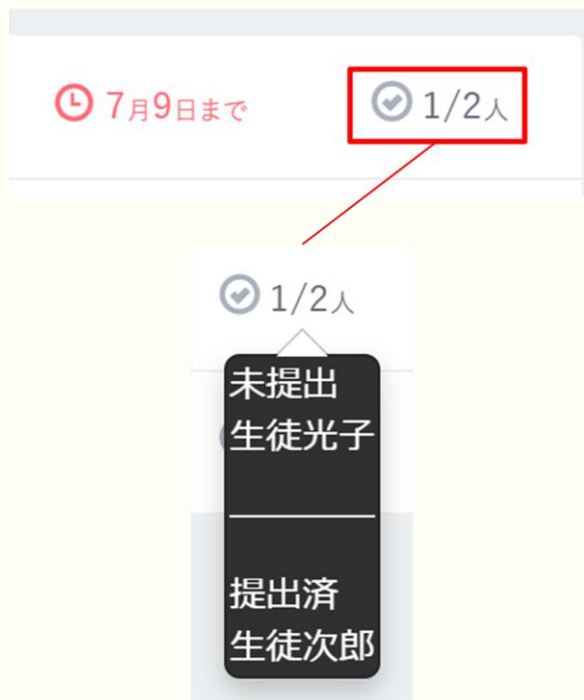 7月9日まで
1/2人
1/2人
未提出
生徒光子
提出済
生徒次郎